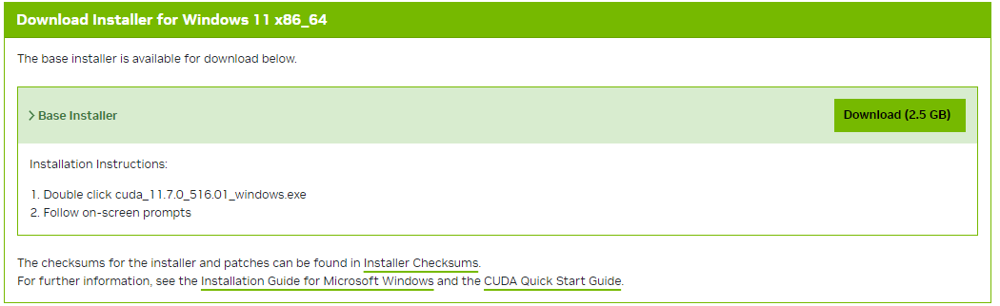 Download Installer for Windows 11 x86_64
The base installer is available for download below.
> Base Installer
Download (2.5 GB)
Installation Instructions:
1. Double click cuda_11.7.0_516.01_windows.exe
2. Follow on-screen prompts
The checksums for the installer and patches can be found in Installer Checksums.
For further information, see the Installation Guide for Microsoft Windows and the CUDA Quick Start Guide.